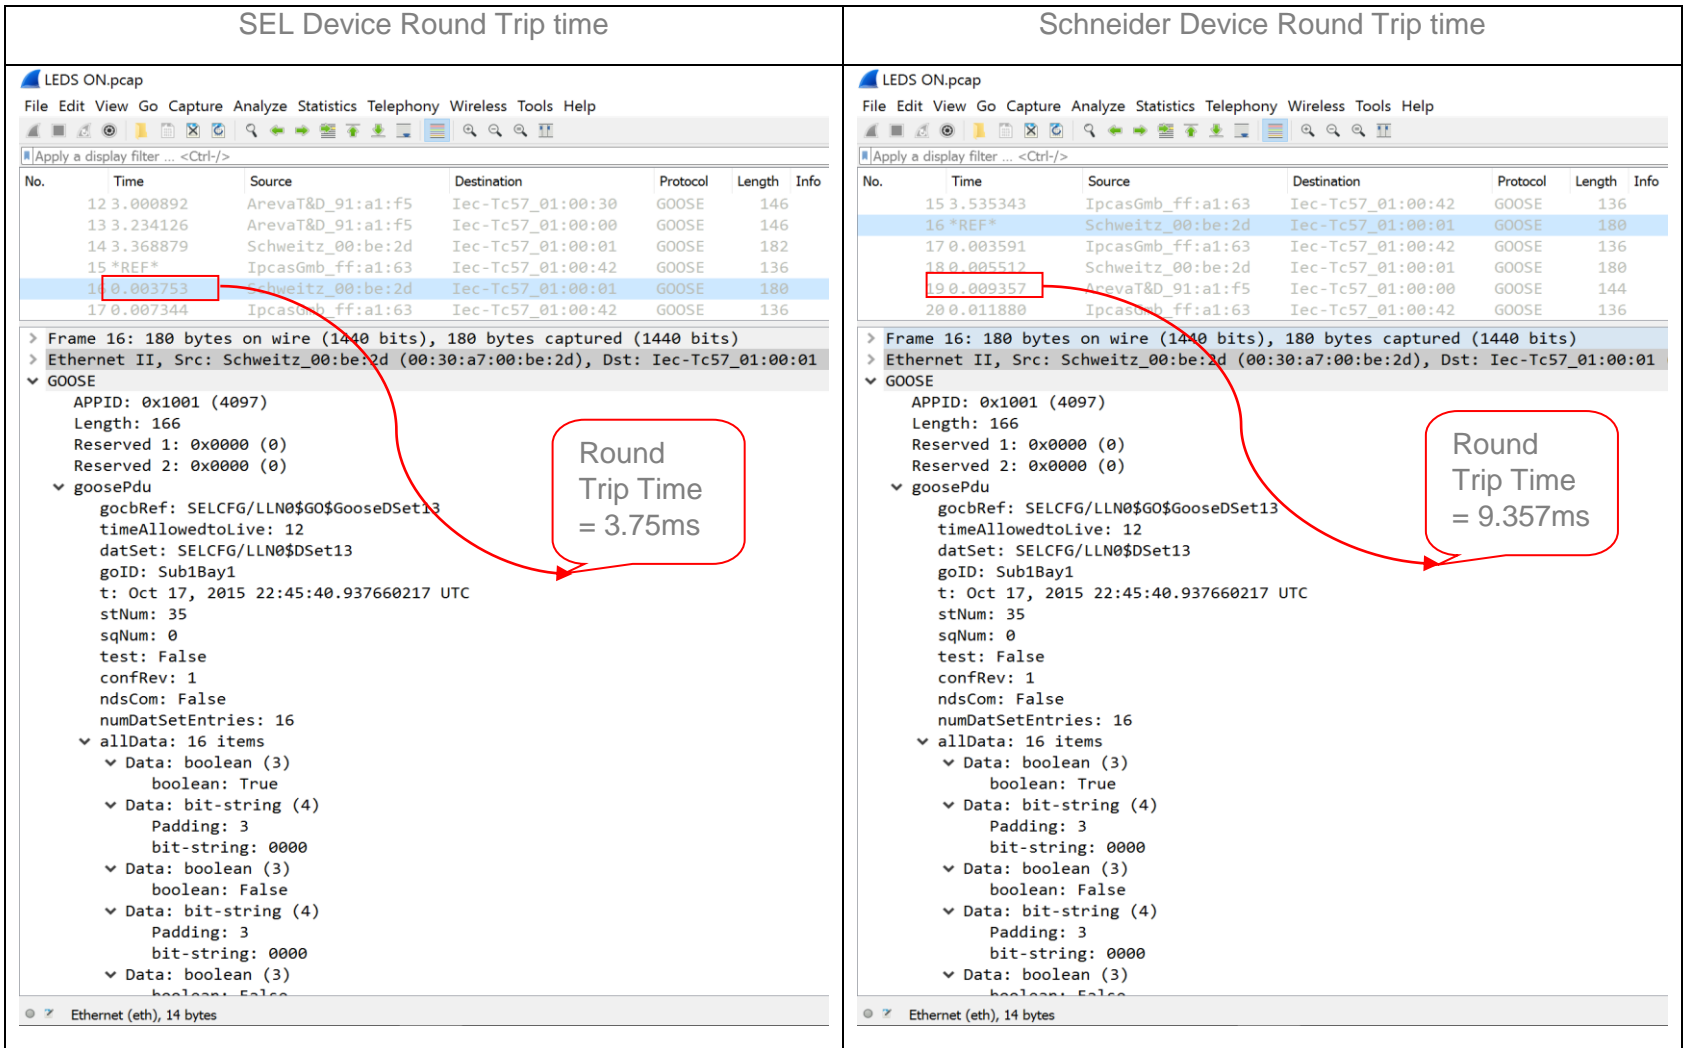 SEL Device Round Trip time
LEDS ON.pcap
File Edit View Go Capture Analyze Statistics Telephony Wireless Tools Help
Apply a display filter ... <Ctrl-/>
No. Time Source Destination Protocol Length Info
12 3.000892 ArevaT&D_91:a1:f5 Iec-Tc57_01:00:30 GOOSE 146
13 3.234126 ArevaT&D_91:a1:f5 Iec-Tc57_01:00:00 GOOSE 146
14 3.368879 Schweitz_00:be:2d Iec-Tc57_01:00:01 GOOSE 182
15 *REF* IpcasGmb_ff:a1:63 Iec-Tc57_01:00:42 GOOSE 136
16 0.003753 Schweitz_00:be:2d Iec-Tc57_01:00:01 GOOSE 180
17 0.007344 IpcasGmb_ff:a1:63 Iec-Tc57_01:00:42 GOOSE 136
Frame 16: 180 bytes on wire (1440 bits), 180 bytes captured (1440 bits)
Ethernet II, Src: Schweitz_00:be:2d (00:30:a7:00:be:2d), Dst: Iec-Tc57_01:00:01
GOOSE
APPID: 0x1001 (4097)
Length: 166
Reserved 1: 0x0000 (0)
Reserved 2: 0x0000 (0)
goosePdu
gocbRef: SELCFG/LLN0$GO$GooseDSet13
timeAllowedtoLive: 12
datSet: SELCFG/LLN0$DSet13
goID: Sub1Bay1
t: Oct 17, 2015 22:45:40.937660217 UTC
stNum: 35
sqNum: 0
test: False
confRev: 1
ndsCom: False
numDatSetEntries: 16
allData: 16 items
Data: boolean (3)
boolean: True
Data: bit-string (4)
Padding: 3
bit-string: 0000
Data: boolean (3)
boolean: False
Data: bit-string (4)
Padding: 3
bit-string: 0000
Data: boolean (3)
boolean: False
Ethernet (eth), 14 bytes
Round
Trip Time
= 3.75ms
Schneider Device Round Trip time
LEDS ON.pcap
File Edit View Go Capture Analyze Statistics Telephony Wireless Tools Help
Apply a display filter ... <Ctrl-/>
No. Time Source Destination Protocol Length Info
15 3.535343 IpcasGmb_ff:a1:63 Iec-Tc57_01:00:42 GOOSE 136
16 *REF* Schweitz_00:be:2d Iec-Tc57_01:00:01 GOOSE 180
17 0.003591 IpcasGmb_ff:a1:63 Iec-Tc57_01:00:42 GOOSE 136
18 0.005512 Schweitz_00:be:2d Iec-Tc57_01:00:01 GOOSE 180
19 0.009357 ArevaT&D_91:a1:f5 Iec-Tc57_01:00:00 GOOSE 144
20 0.011880 IpcasGmb_ff:a1:63 Iec-Tc57_01:00:42 GOOSE 136
Frame 16: 180 bytes on wire (1440 bits), 180 bytes captured (1440 bits)
Ethernet II, Src: Schweitz_00:be:2d (00:30:a7:00:be:2d), Dst: Iec-Tc57_01:00:01
GOOSE
APPID: 0x1001 (4097)
Length: 166
Reserved 1: 0x0000 (0)
Reserved 2: 0x0000 (0)
goosePdu
gocbRef: SELCFG/LLN0$GO$GooseDSet13
timeAllowedtoLive: 12
datSet: SELCFG/LLN0$DSet13
goID: Sub1Bay1
t: Oct 17, 2015 22:45:40.937660217 UTC
stNum: 35
sqNum: 0
test: False
confRev: 1
ndsCom: False
numDatSetEntries: 16
allData: 16 items
Data: boolean (3)
boolean: True
Data: bit-string (4)
Padding: 3
bit-string: 0000
Data: boolean (3)
boolean: False
Data: bit-string (4)
Padding: 3
bit-string: 0000
Data: boolean (3)
boolean: False
Ethernet (eth), 14 bytes
Round
Trip Time
= 9.357ms